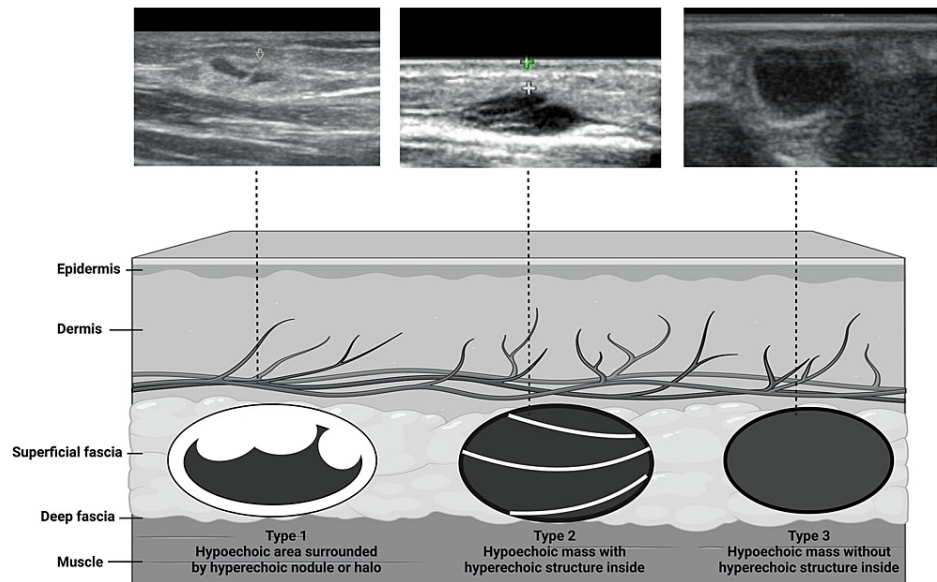 Epidermis
Dermis
Superficial fascia
Deep fascia
Muscle
Type 1
Hypoechoic area surrounded
by hyperechoic nodule or halo
Type 2
Hypoechoic mass with
hyperechoic structure inside
Type 3
Hypoechoic mass without
hyperechoic structure inside